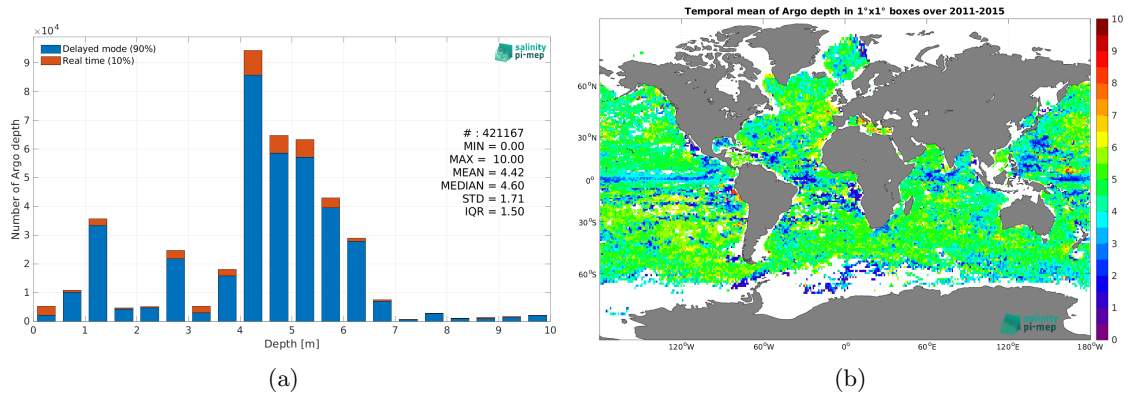 ×10⁴
9
8
7
6
5
4
3
2
1
0
Number of Argo depth
Delayed mode (90%)
Real time (10%)
salinity
pi-mep
# : 421167
MIN = 0.00
MAX = 10.00
MEAN = 4.42
MEDIAN = 4.60
STD = 1.71
IQR = 1.50
0 1 2 3 4 5 6 7 8 9 10
Depth [m]
(a)
Temporal mean of Argo depth in 1°x1° boxes over 2011-2015
60°N
30°N
0°
30°S
60°S
120°W 60°W 0° 60°E 120°E 180°W
salinity
pi-mep
10
9
8
7
6
5
4
3
2
1
0
(b)